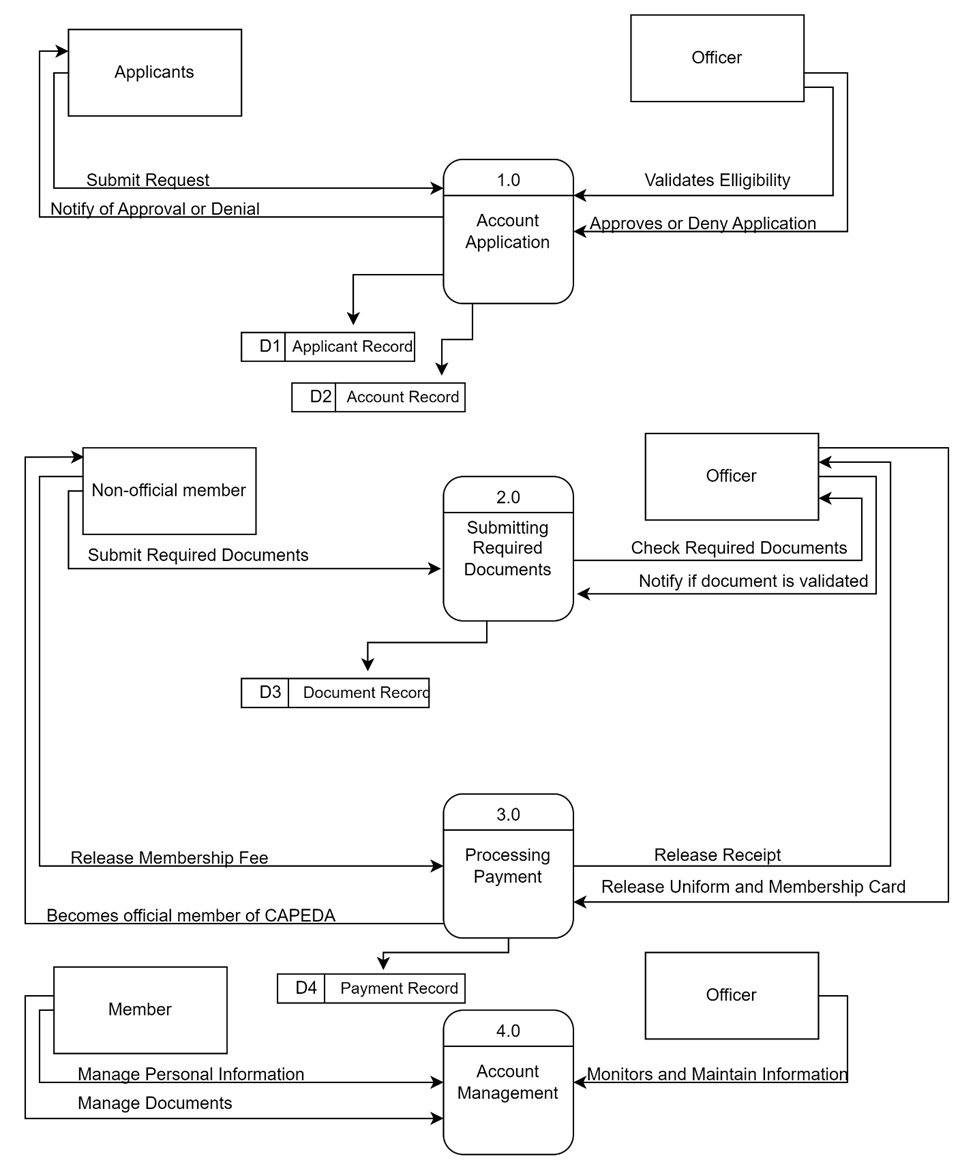 Applicants
Officer
1.0
Submit Request
Validates Elligibility
Notify of Approval or Denial
Account
Application
Approves or Deny Application
D1
Applicant Record
D2
Account Record
Non-official member
Officer
2.0
Submitting
Required
Documents
Submit Required Documents
Check Required Documents
Notify if document is validated
D3
Document Record
3.0
Processing
Payment
Release Membership Fee
Release Receipt
Release Uniform and Membership Card
Becomes official member of CAPEDA
D4
Payment Record
Member
Officer
4.0
Account
Management
Manage Personal Information
Monitors and Maintain Information
Manage Documents